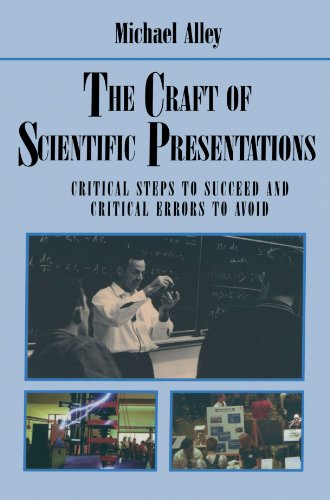 Michael Alley
THE CRAFT OF
SCIENTIFIC PRESENTATIONS
CRITICAL STEPS TO SUCCEED AND
CRITICAL ERRORS TO AVOID